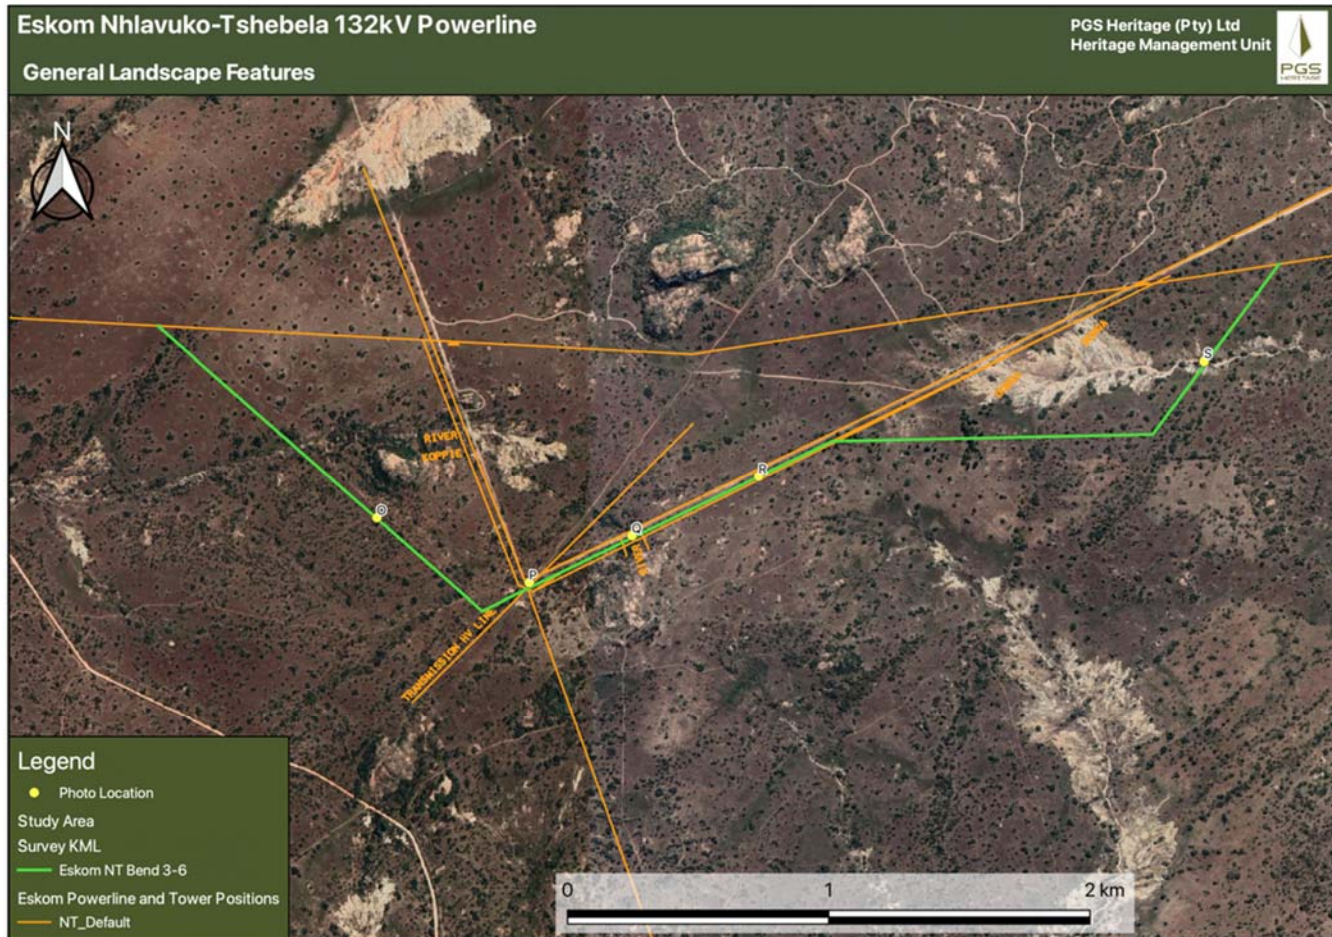 Eskom Nhlavuko-Tshebela 132kV Powerline
General Landscape Features
PGS Heritage (Pty) Ltd
Heritage Management Unit
PGS
HERITAGE
N
S
RIVER
KOPPIE
R
O
Q
P
TRANSMISSION HV LINE
Legend
Photo Location
Study Area
Survey KML
Eskom NT Bend 3-6
Eskom Powerline and Tower Positions
NT_Default
0 1 2 km